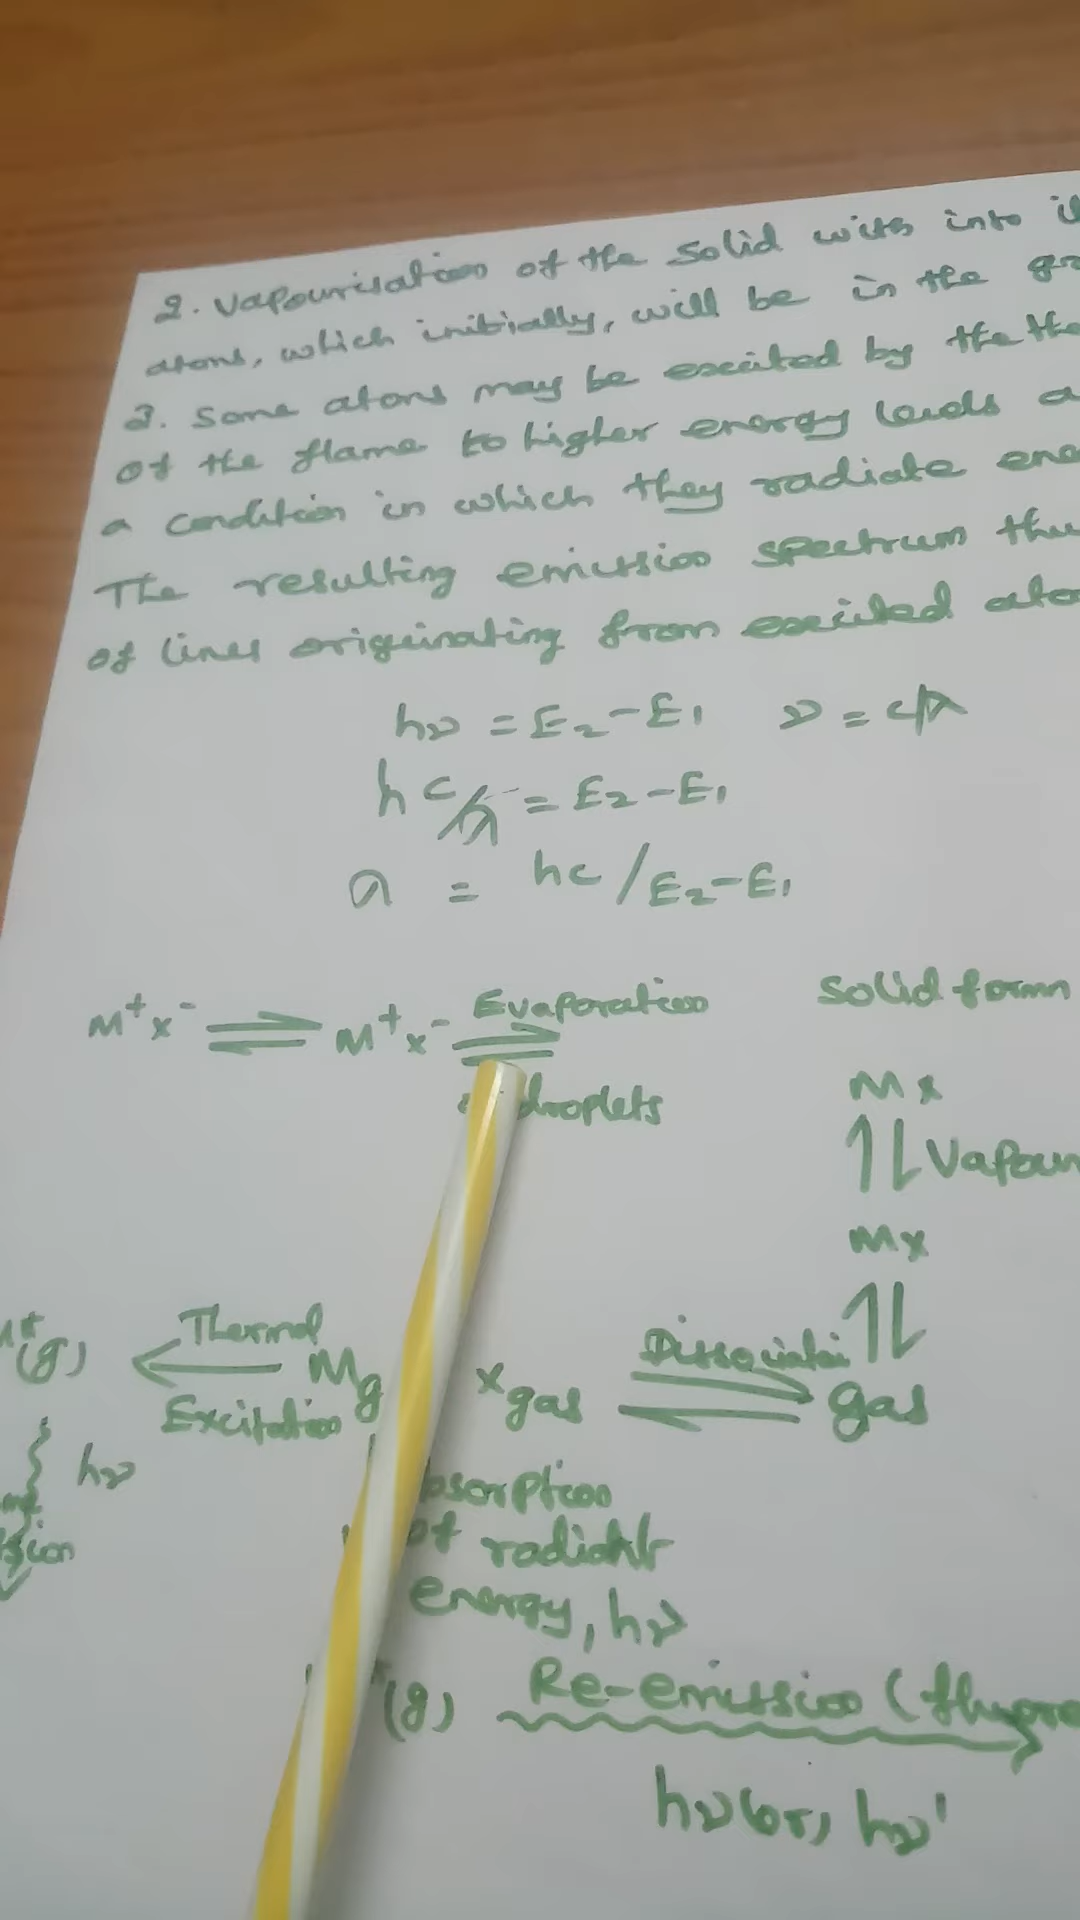 2. Vapourisation of the solid with into
atoms, which initially, will be in the
3. Some atoms may be excited by the the
of the flame to higher energy levels
a condition in which they radiate
The resulting emission spectrum
of lines originating from excited
hν = E₂-E₁ ν = c/λ
h c/λ = E₂-E₁
λ = hc/E₂-E₁
M⁺x⁻ ⇌ M⁺x⁻ Evaporation ⇌ droplets
Solid form
Mx
⥮ Vapour
Mx
⥮
(g) ← Thermal Excitation Mg xgas Dissociation ⇌ gas
hν
absorption
of radiant
energy, hν
(g) Re-emission (
hν (or) hν'